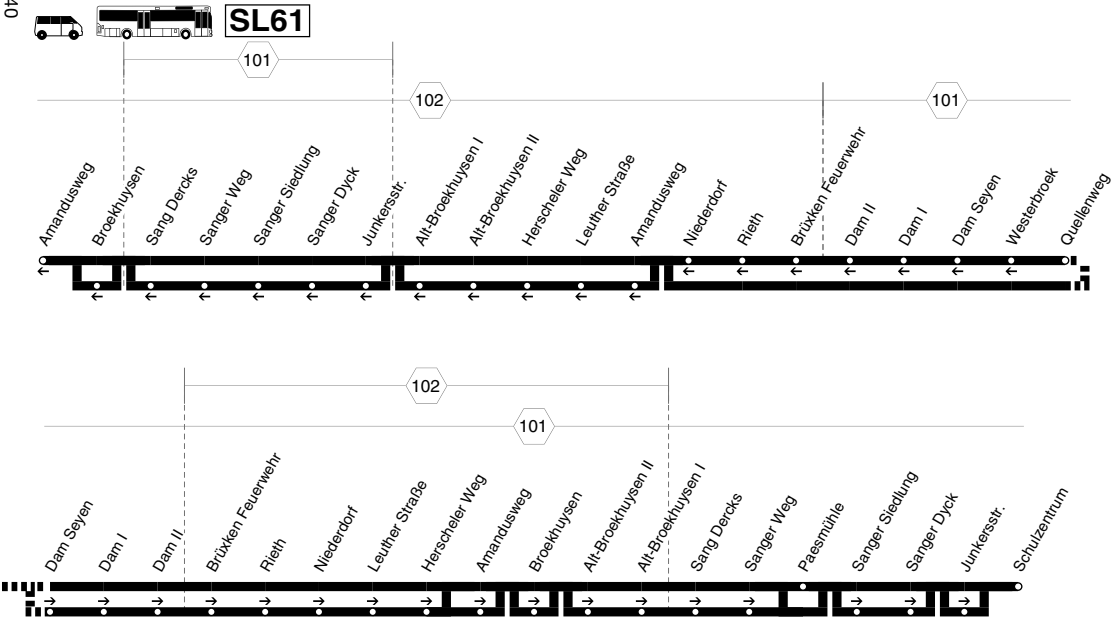 40
SL61
101
102
101
Amandusweg
Broekhuysen
Sang Dercks
Sanger Weg
Sanger Siedlung
Sanger Dyck
Junkersstr.
Alt-Broekhuysen I
Alt-Broekhuysen II
Herscheler Weg
Leuther Straße
Amandusweg
Niederdorf
Rieth
Brüxken Feuerwehr
Dam II
Dam I
Dam Seyen
Westerbroek
Quellenweg
102
101
Dam Seyen
Dam I
Dam II
Brüxken Feuerwehr
Rieth
Niederdorf
Leuther Straße
Herscheler Weg
Amandusweg
Broekhuysen
Alt-Broekhuysen II
Alt-Broekhuysen I
Sang Dercks
Sanger Weg
Paesmühle
Sanger Siedlung
Sanger Dyck
Junkersstr.
Schulzentrum